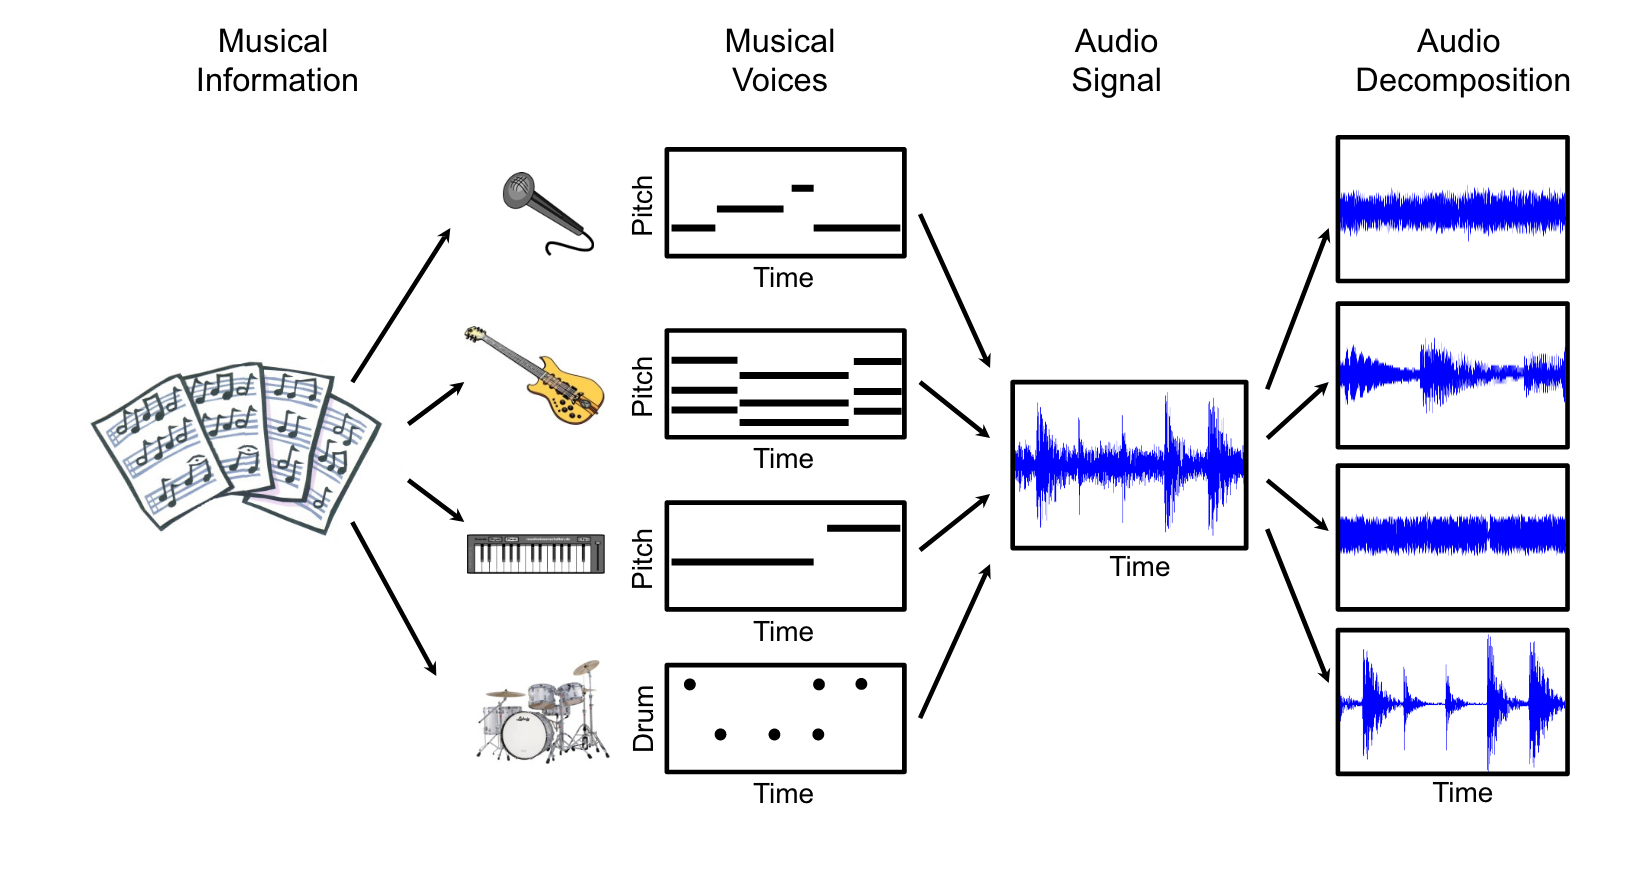 Musical
Information
Musical
Voices
Audio
Signal
Audio
Decomposition
Pitch
Time
Pitch
Time
Pitch
Time
Drum
Time
Time
Time